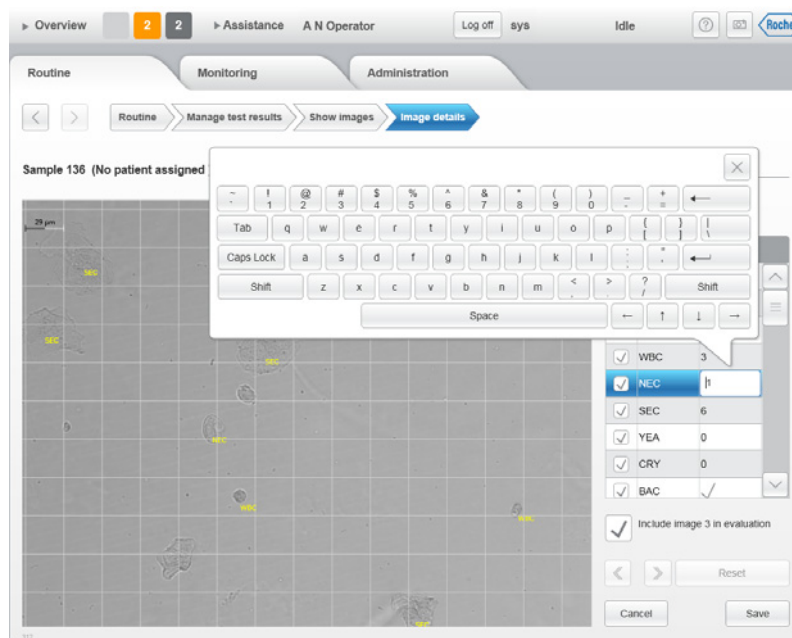 Overview 2 2 Assistance A N Operator Log off sys Idle ? Roche
Routine Monitoring Administration
< > Routine Manage test results Show images Image details
Sample 136 (No patient assigned
~ ! @ # $ % ^ & * ( ) _ +
` 1 2 3 4 5 6 7 8 9 0 - =
Tab q w e r t y i u o p { [ } ] | \
Caps Lock a s d f g h j k l : ; " '
Shift z x c v b n m < , > . ? / Shift
Space ← ↑ ↓ →
29 µm
SEC
SEC
SEC
NEC
WBC
WBC
SEC
WBC 3
NEC 1
SEC 6
YEA 0
CRY 0
BAC
Include image 3 in evaluation
< > Reset
Cancel Save